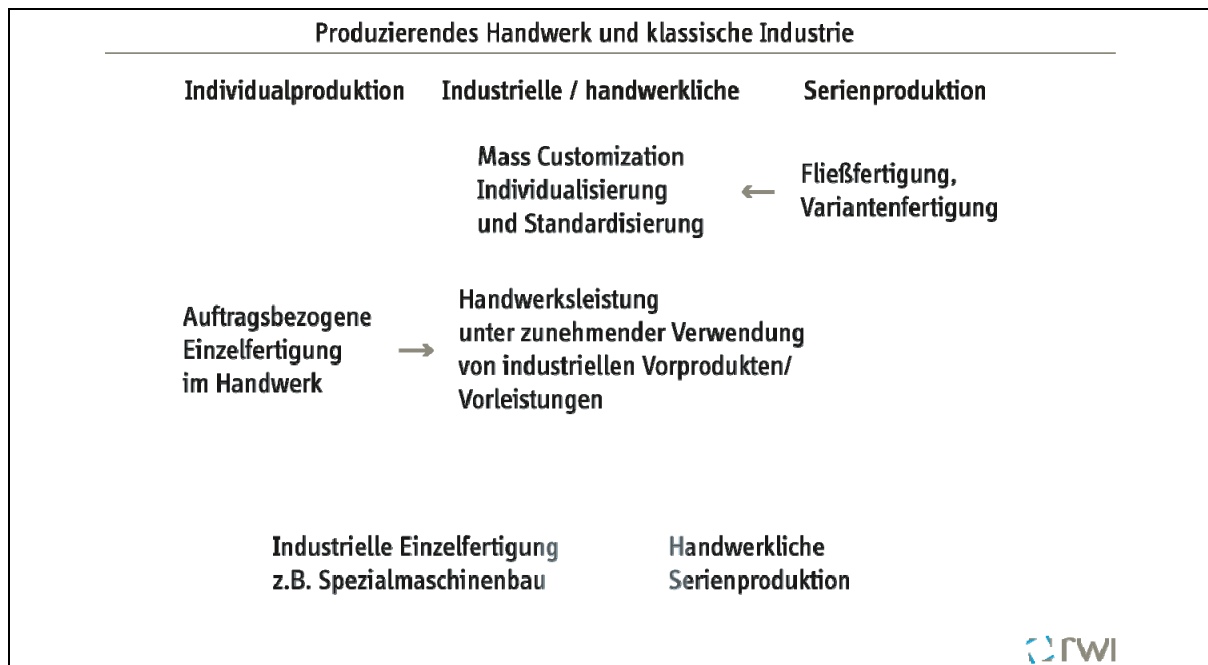 Produzierendes Handwerk und klassische Industrie
Individualproduktion
Industrielle / handwerkliche
Serienproduktion
Mass Customization
Individualisierung
und Standardisierung
←
Fließfertigung,
Variantenfertigung
Auftragsbezogene
Einzelfertigung
im Handwerk
→
Handwerksleistung
unter zunehmender Verwendung
von industriellen Vorprodukten/
Vorleistungen
Industrielle Einzelfertigung
z.B. Spezialmaschinenbau
Handwerkliche
Serienproduktion
rwi